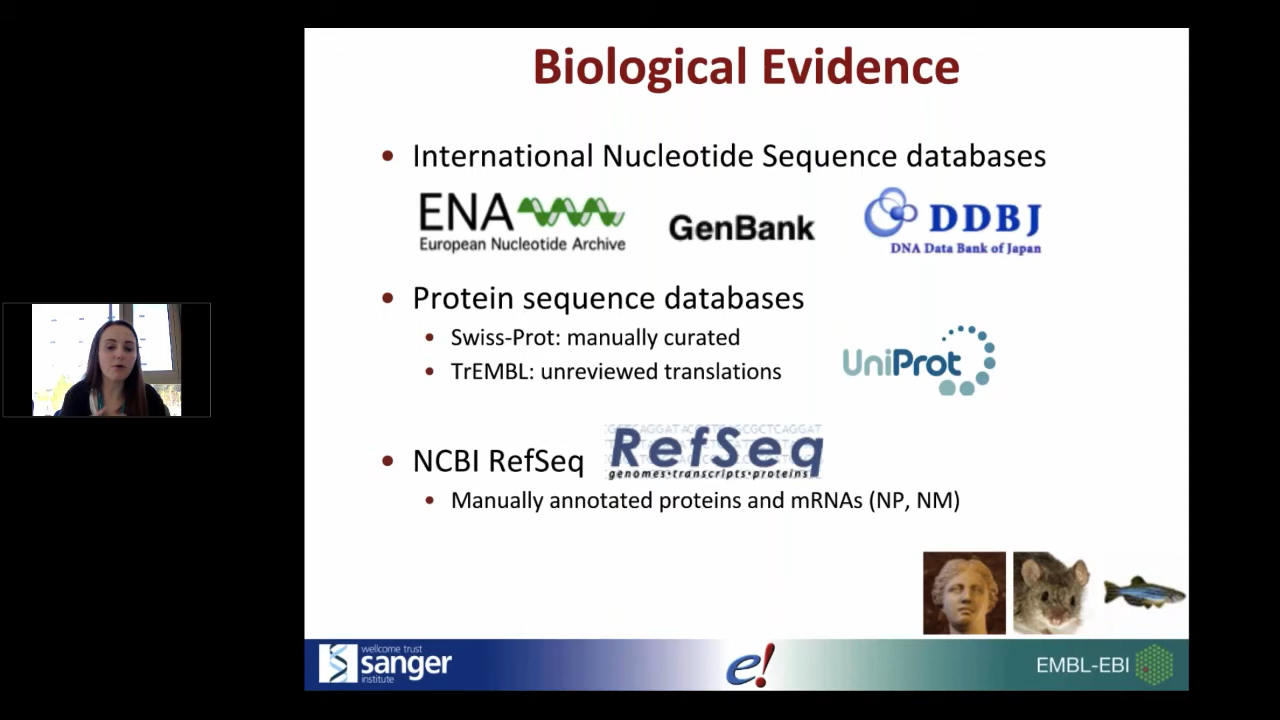 Biological Evidence
• International Nucleotide Sequence databases
ENA
European Nucleotide Archive
GenBank
DDBJ
DNA Data Bank of Japan
• Protein sequence databases
• Swiss-Prot: manually curated
• TrEMBL: unreviewed translations
UniProt
• NCBI RefSeq
RefSeq
genomes•transcripts•proteins
• Manually annotated proteins and mRNAs (NP, NM)
wellcome trust
sanger
institute
e!
EMBL-EBI